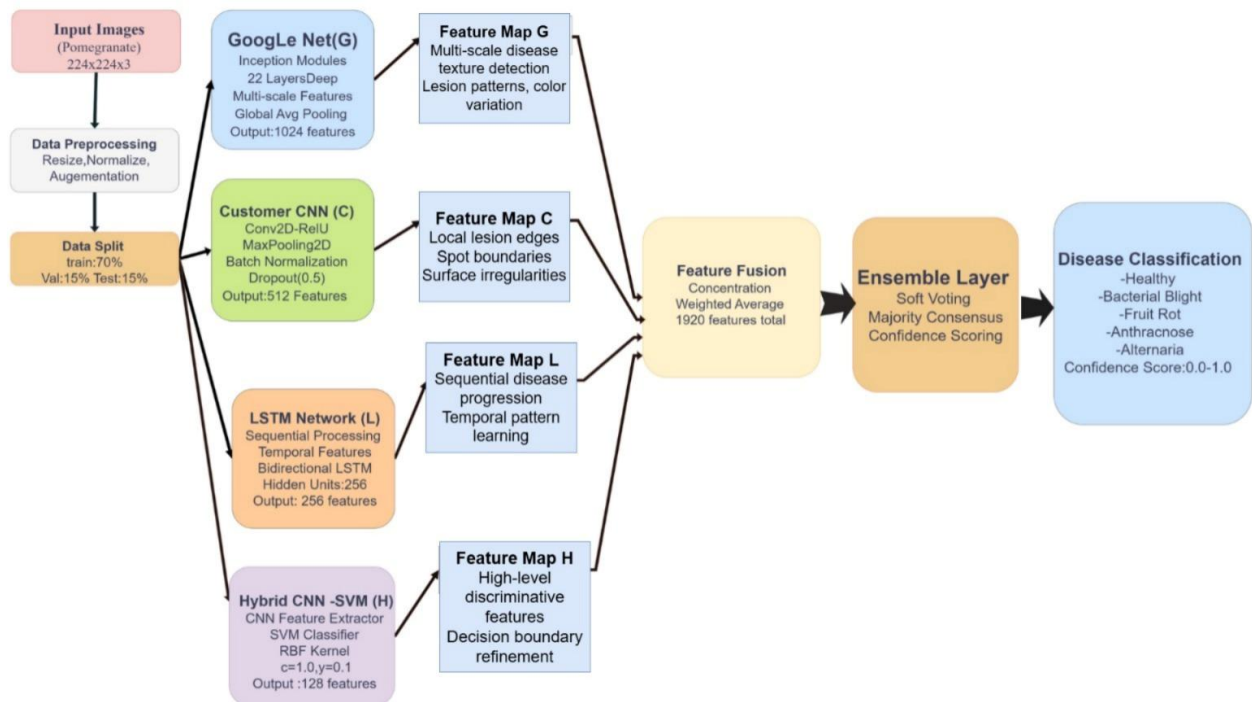 Input Images
(Pomegranate)
224x224x3
Data Preprocessing
Resize,Normalize,
Augementation
Data Split
train:70%
Val:15% Test:15%
GoogLe Net(G)
Inception Modules
22 LayersDeep
Multi-scale Features
Global Avg Pooling
Output:1024 features
Customer CNN (C)
Conv2D-RelU
MaxPooling2D
Batch Normalization
Dropout(0.5)
Output:512 Features
LSTM Network (L)
Sequential Processing
Temporal Features
Bidirectional LSTM
Hidden Units:256
Output: 256 features
Hybrid CNN -SVM (H)
CNN Feature Extractor
SVM Classifier
RBF Kernel
c=1.0,y=0.1
Output :128 features
Feature Map G
Multi-scale disease
texture detection
Lesion patterns, color
variation
Feature Map C
Local lesion edges
Spot boundaries
Surface irregularities
Feature Map L
Sequential disease
progression
Temporal pattern
learning
Feature Map H
High-level
discriminative
features
Decision boundary
refinement
Feature Fusion
Concentration
Weighted Average
1920 features total
Ensemble Layer
Soft Voting
Majority Consensus
Confidence Scoring
Disease Classification
-Healthy
-Bacterial Blight
-Fruit Rot
-Anthracnose
-Alternaria
Confidence Score:0.0-1.0